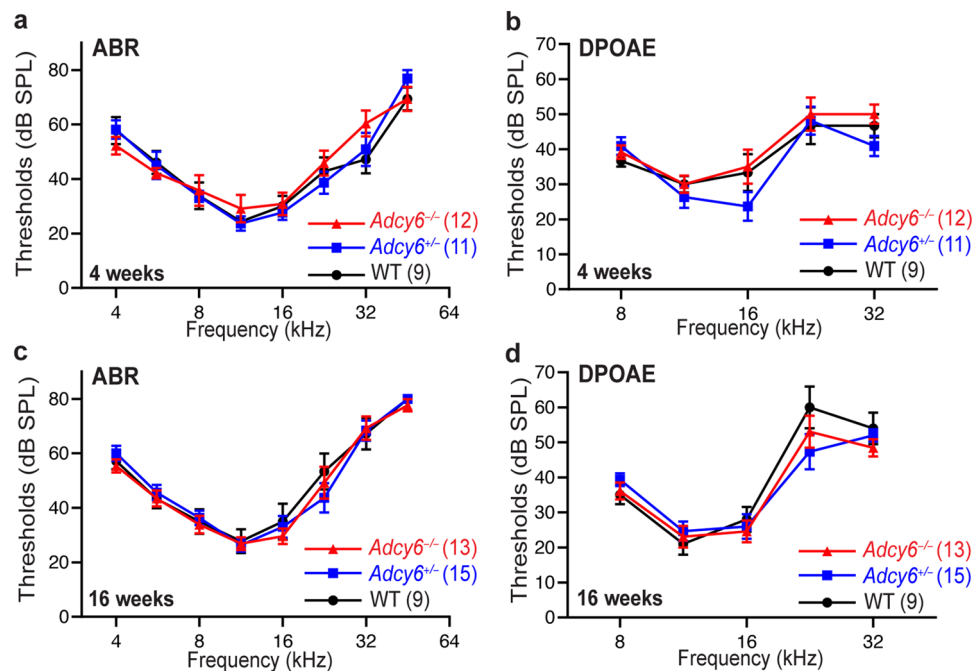 a
ABR
Thresholds (dB SPL)
80
60
40
20
0
Adcy6−/− (12)
Adcy6+/− (11)
WT (9)
4 weeks
4
8
16
32
64
Frequency (kHz)
b
DPOAE
Thresholds (dB SPL)
70
60
50
40
30
20
10
0
Adcy6−/− (12)
Adcy6+/− (11)
WT (9)
4 weeks
8
16
32
Frequency (kHz)
c
ABR
Thresholds (dB SPL)
80
60
40
20
0
Adcy6−/− (13)
Adcy6+/− (15)
WT (9)
16 weeks
4
8
16
32
64
Frequency (kHz)
d
DPOAE
Thresholds (dB SPL)
70
60
50
40
30
20
10
0
Adcy6−/− (13)
Adcy6+/− (15)
WT (9)
16 weeks
8
16
32
Frequency (kHz)